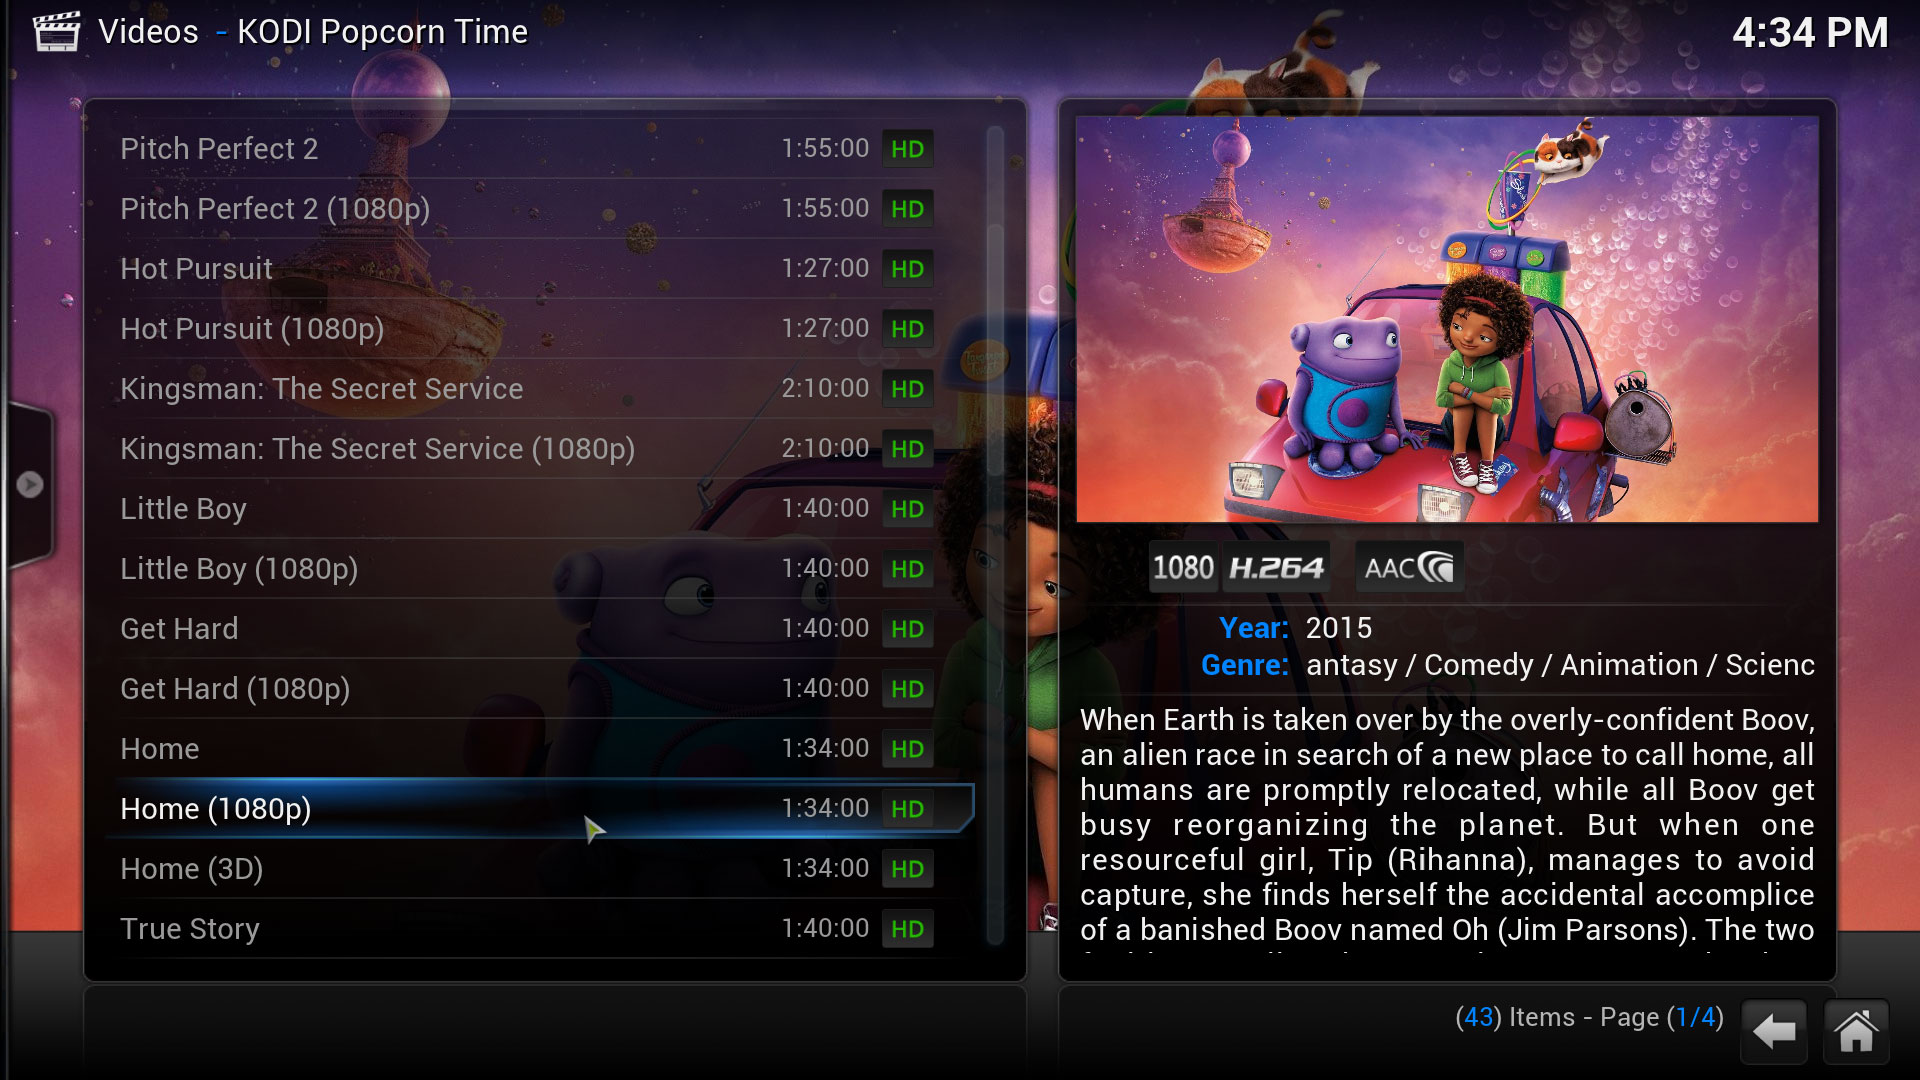 Videos - KODI Popcorn Time
4:34 PM
Pitch Perfect 2 1:55:00 HD
Pitch Perfect 2 (1080p) 1:55:00 HD
Hot Pursuit 1:27:00 HD
Hot Pursuit (1080p) 1:27:00 HD
Kingsman: The Secret Service 2:10:00 HD
Kingsman: The Secret Service (1080p) 2:10:00 HD
Little Boy 1:40:00 HD
Little Boy (1080p) 1:40:00 HD
Get Hard 1:40:00 HD
Get Hard (1080p) 1:40:00 HD
Home 1:34:00 HD
Home (1080p) 1:34:00 HD
Home (3D) 1:34:00 HD
True Story 1:40:00 HD
1080 H.264 AAC
Year: 2015
Genre: antasy / Comedy / Animation / Scienc
When Earth is taken over by the overly-confident Boov,
an alien race in search of a new place to call home, all
humans are promptly relocated, while all Boov get
busy reorganizing the planet. But when one
resourceful girl, Tip (Rihanna), manages to avoid
capture, she finds herself the accidental accomplice
of a banished Boov named Oh (Jim Parsons). The two
(43) Items - Page (1/4)